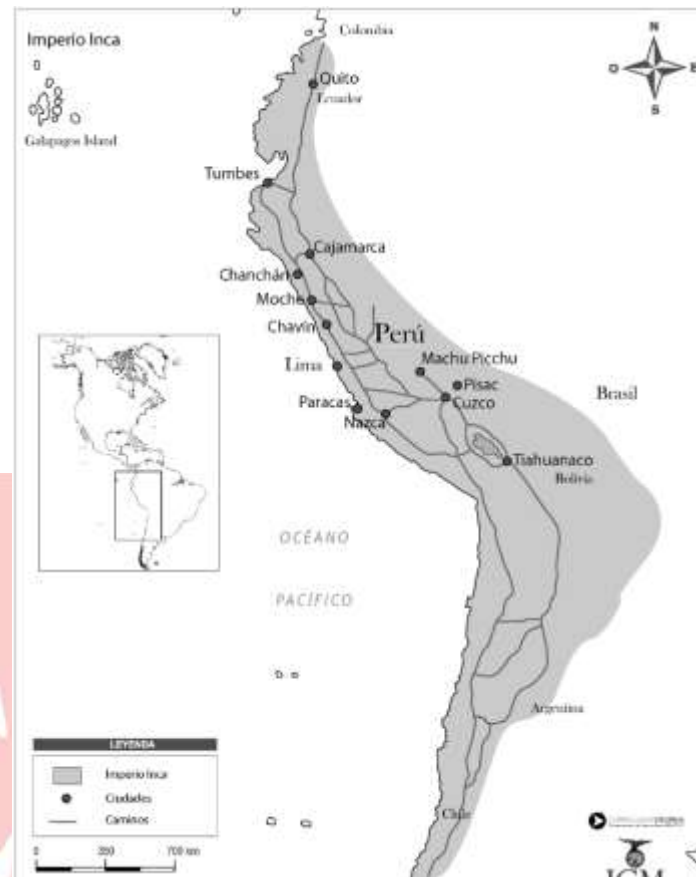 Imperio Inca
Colombia
N
O
E
S
Quito
Ecuador
Galapagos Island
Tumbes
Cajamarca
Chanchán
Moche
Chavín
Perú
Lima
Machu Picchu
Pisac
Cuzco
Brasil
Paracas
Nazca
Tiahuanaco
Bolivia
OCÉANO
PACÍFICO
Argentina
LEYENDA
Imperio Inca
Ciudades
Caminos
Chile
0 350 700 km
IGM